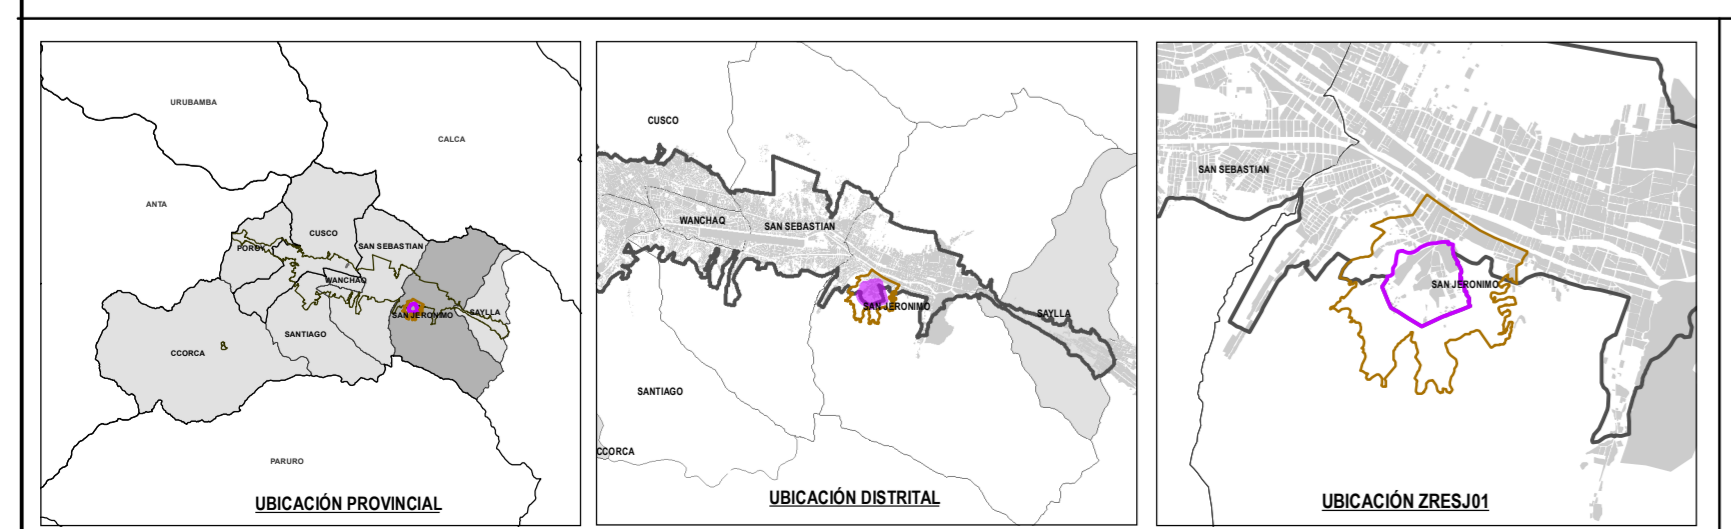 URUBAMBA
CALCA
ANTA
CUSCO
POROY
SAN SEBASTIAN
WANCHAQ
SAN JERONIMO
SAYLLA
SANTIAGO
CCORCA
PARURO
UBICACIÓN PROVINCIAL
CUSCO
WANCHAQ
SAN SEBASTIAN
SAN JERONIMO
SAYLLA
SANTIAGO
CCORCA
UBICACIÓN DISTRITAL
SAN SEBASTIAN
SAN JERONIMO
UBICACIÓN ZRESJ01